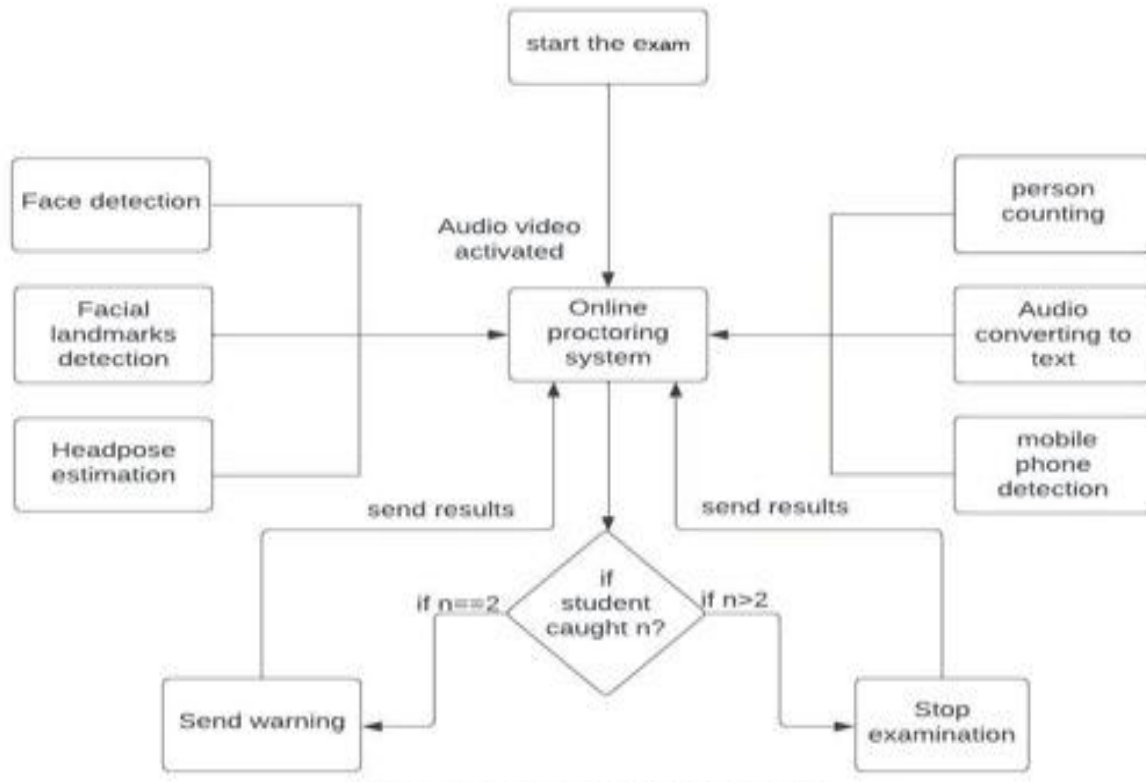 start the exam
Face detection
person
counting
Audio video
activated
Facial
landmarks
detection
Online
proctoring
system
Audio
converting to
text
Headpose
estimation
mobile
phone
detection
send results
send results
if n==2
if
student
caught n?
if n>2
Send warning
Stop
examination